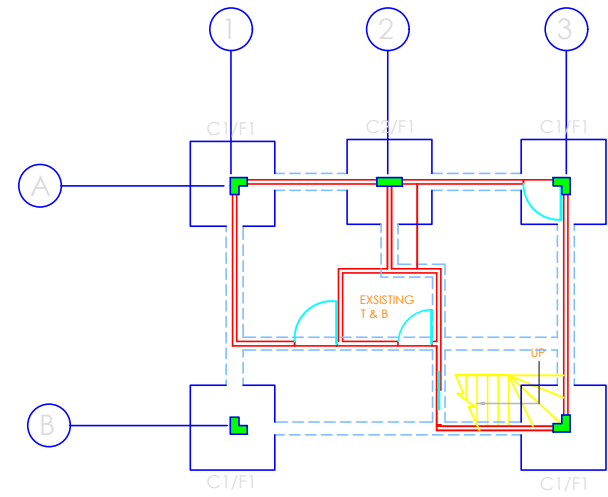 1
2
3
C1/F1
C2/F1
C1/F1
A
EXSISTING
T & B
UP
B
C1/F1
C1/F1